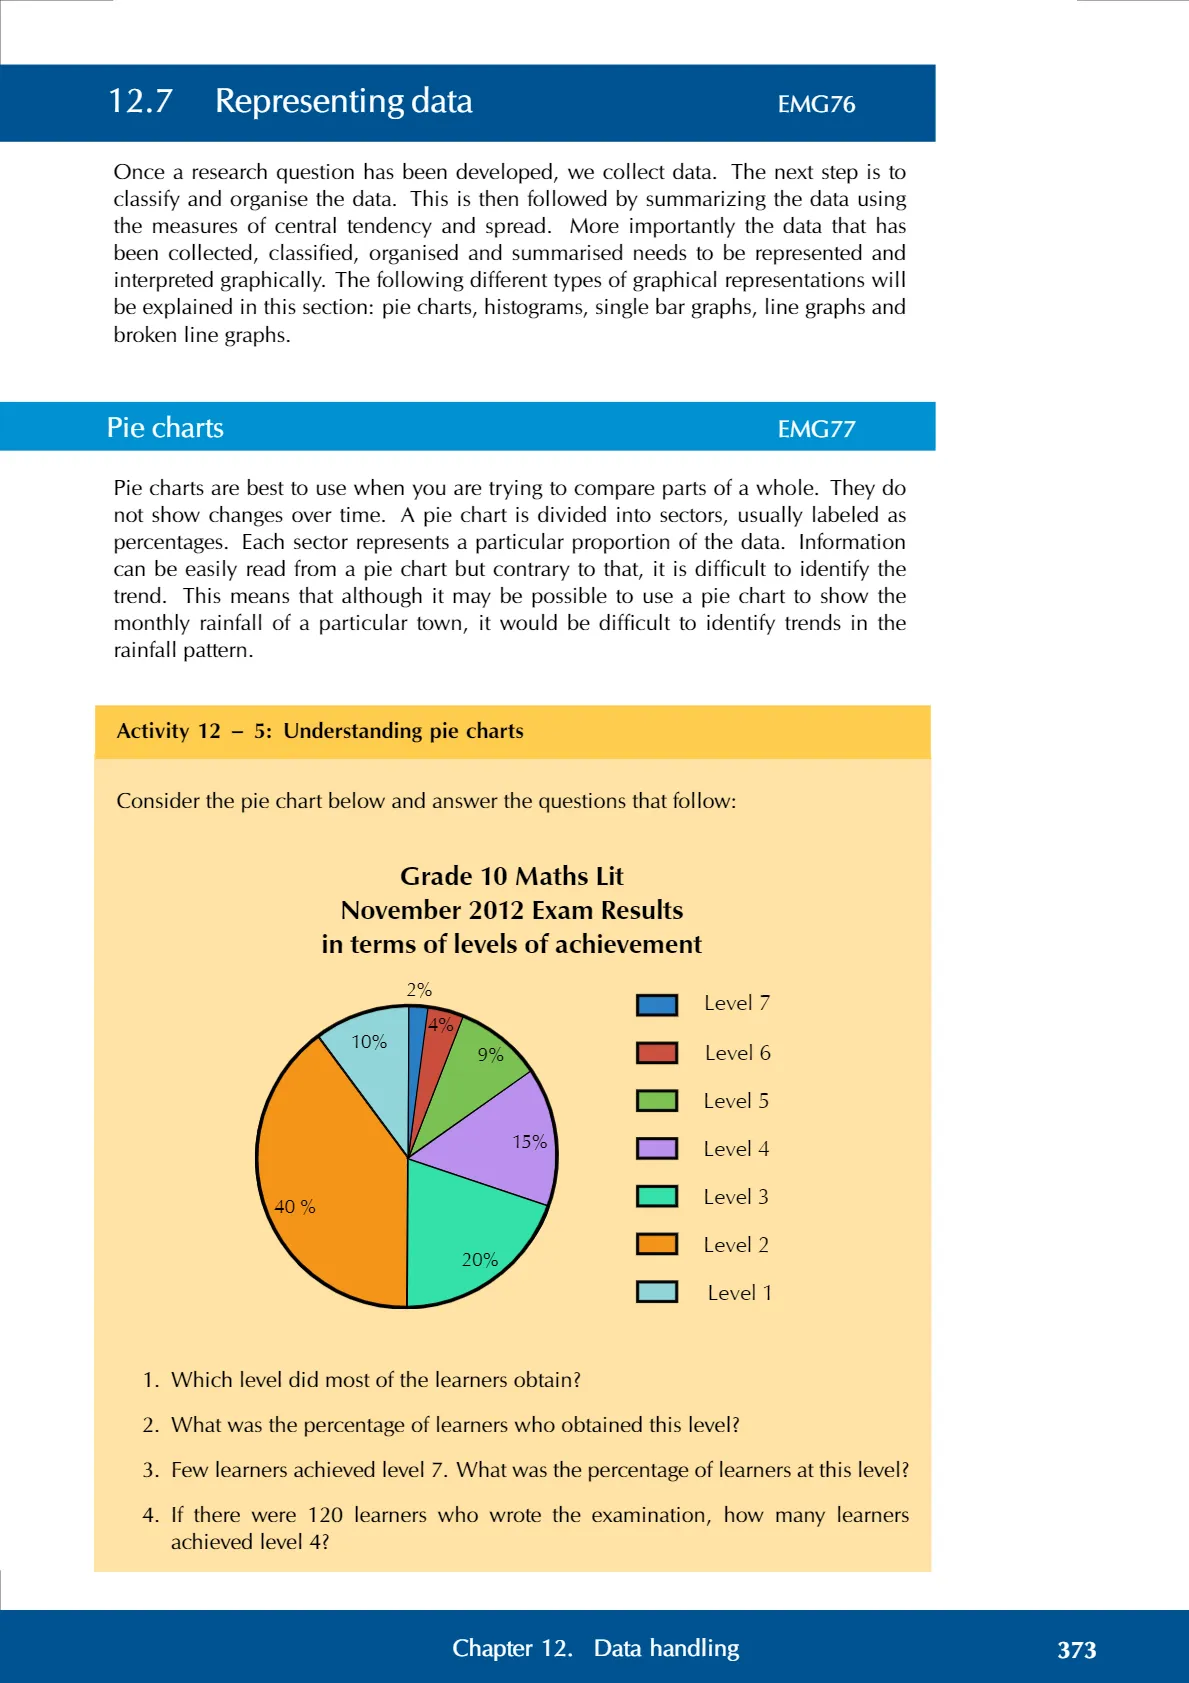 12.7 Representing data EMG76
Once a research question has been developed, we collect data. The next step is to
classify and organise the data. This is then followed by summarizing the data using
the measures of central tendency and spread. More importantly the data that has
been collected, classified, organised and summarised needs to be represented and
interpreted graphically. The following different types of graphical representations will
be explained in this section: pie charts, histograms, single bar graphs, line graphs and
broken line graphs.
Pie charts EMG77
Pie charts are best to use when you are trying to compare parts of a whole. They do
not show changes over time. A pie chart is divided into sectors, usually labeled as
percentages. Each sector represents a particular proportion of the data. Information
can be easily read from a pie chart but contrary to that, it is difficult to identify the
trend. This means that although it may be possible to use a pie chart to show the
monthly rainfall of a particular town, it would be difficult to identify trends in the
rainfall pattern.
Activity 12 – 5: Understanding pie charts
Consider the pie chart below and answer the questions that follow:
Grade 10 Maths Lit
November 2012 Exam Results
in terms of levels of achievement
2%
4%
9%
15%
20%
40 %
10%
Level 7
Level 6
Level 5
Level 4
Level 3
Level 2
Level 1
1. Which level did most of the learners obtain?
2. What was the percentage of learners who obtained this level?
3. Few learners achieved level 7. What was the percentage of learners at this level?
4. If there were 120 learners who wrote the examination, how many learners
achieved level 4?
Chapter 12. Data handling 373